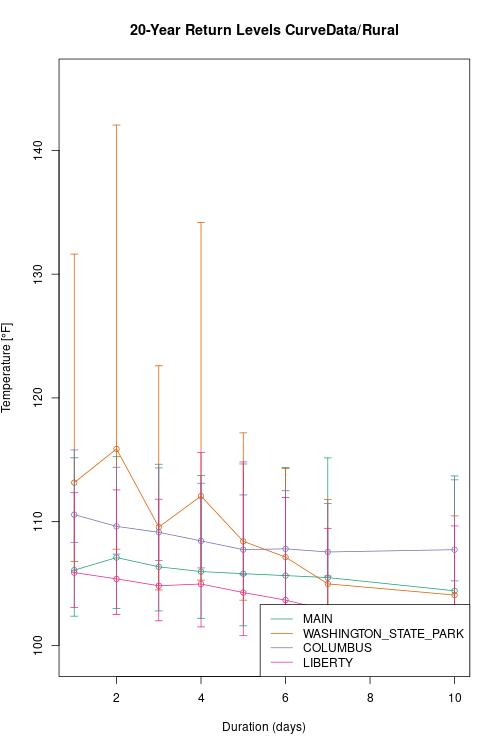 20-Year Return Levels CurveData/Rural
Temperature [°F]
140
130
120
110
100
MAIN
WASHINGTON_STATE_PARK
COLUMBUS
LIBERTY
2
4
6
8
10
Duration (days)